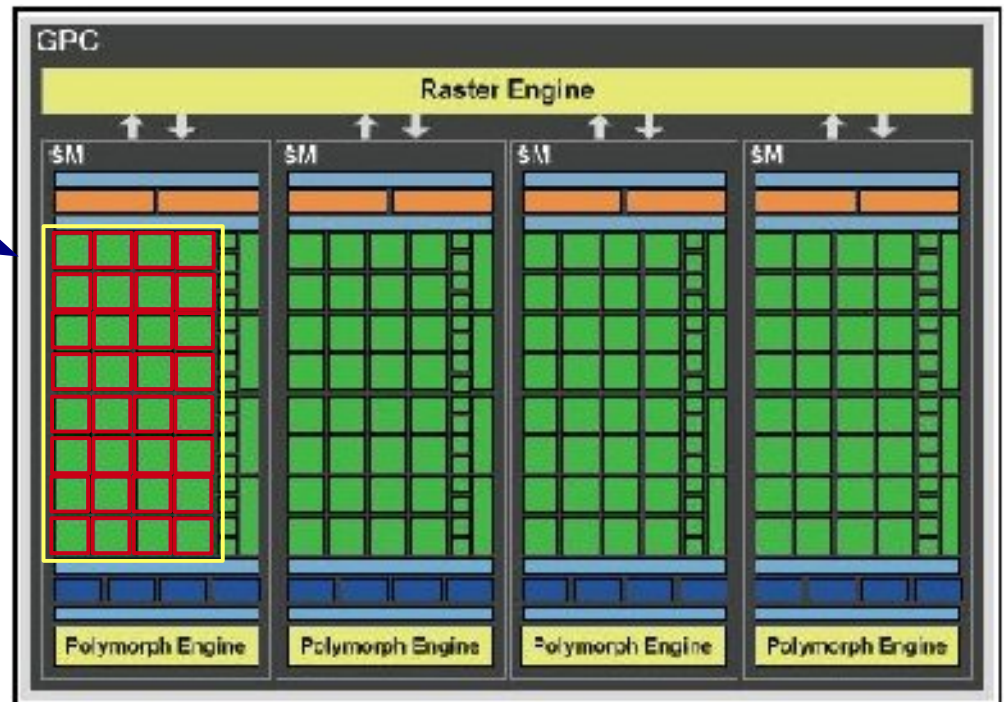 GPC
Raster Engine
SM SM SM SM
Polymorph Engine Polymorph Engine Polymorph Engine Polymorph Engine